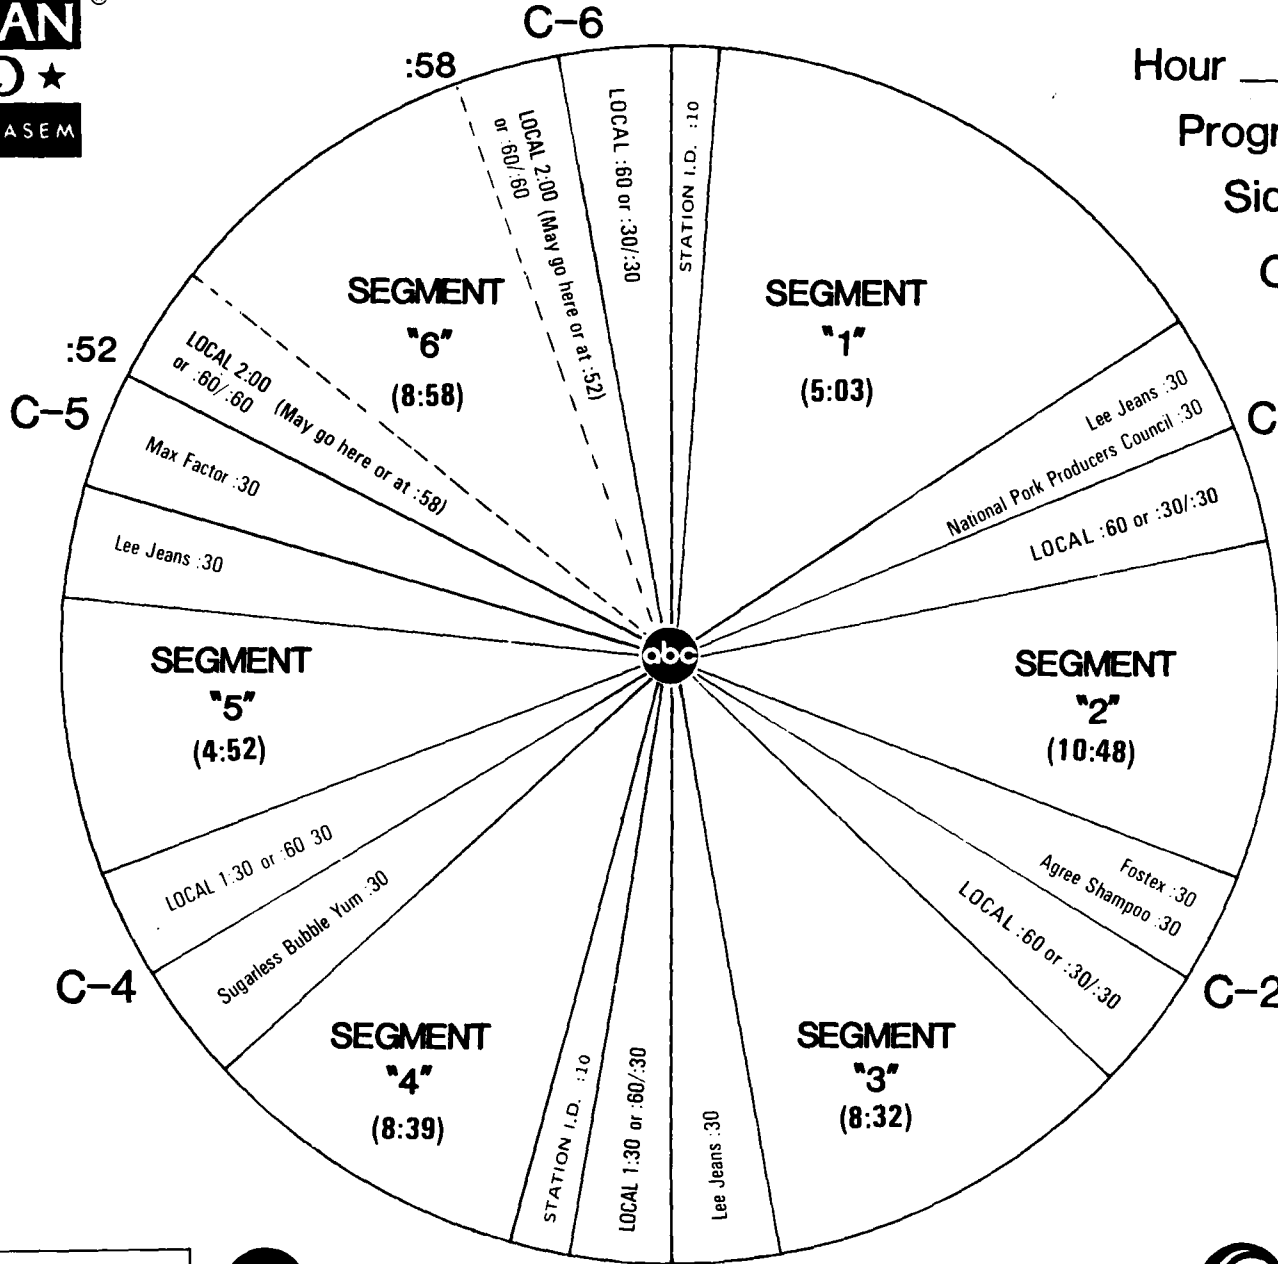 AN
ASEM
C-6
:58
Hour
LOCAL :60 or :30/:30
STATION I.D. :10
LOCAL 2:00 (May go here or at :52)
or :60/:60
SEGMENT
"1"
(5:03)
Lee Jeans :30
National Pork Producers Council :30
LOCAL :60 or :30/:30
SEGMENT
"2"
(10:48)
Fostex :30
Agree Shampoo :30
C-2
LOCAL :60 or :30/:30
SEGMENT
"3"
(8:32)
Lee Jeans :30
LOCAL 1:30 or :60/:30
STATION I.D. :10
SEGMENT
"4"
(8:39)
Sugarless Bubble Yum :30
C-4
LOCAL 1:30 or :60 30
SEGMENT
"5"
(4:52)
Lee Jeans :30
Max Factor :30
C-5
:52
LOCAL 2:00 (May go here or at :58)
or :60/:60
SEGMENT
"6"
(8:58)
abc